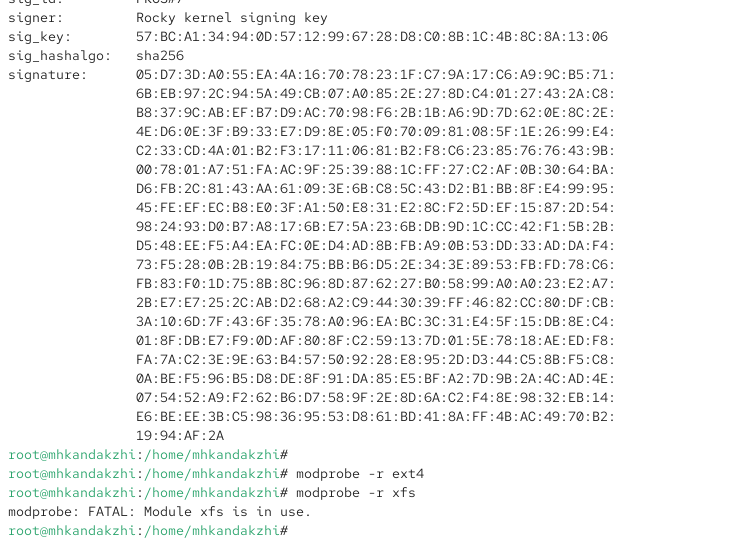 signer:         Rocky kernel signing key
sig_key:        57:BC:A1:34:94:0D:57:12:99:67:28:D8:C0:8B:1C:4B:8C:8A:13:06
sig_hashalgo:   sha256
signature:      05:D7:3D:A0:55:EA:4A:16:70:78:23:1F:C7:9A:17:C6:A9:9C:B5:71:
6B:EB:97:2C:94:5A:49:CB:07:A0:85:2E:27:8D:C4:01:27:43:2A:C8:
B8:37:9C:AB:EF:B7:D9:AC:70:98:F6:2B:1B:A6:9D:7D:62:0E:8C:2E:
4E:D6:0E:3F:B9:33:E7:D9:8E:05:F0:70:09:81:08:5F:1E:26:99:E4:
C2:33:CD:4A:01:B2:F3:17:11:06:81:B2:F8:C6:23:85:76:76:43:9B:
00:78:01:A7:51:FA:AC:9F:25:39:88:1C:FF:27:C2:AF:0B:30:64:BA:
D6:FB:2C:81:43:AA:61:09:3E:6B:C8:5C:43:D2:B1:BB:8F:E4:99:95:
45:FE:EF:EC:B8:E0:3F:A1:50:E8:31:E2:8C:F2:5D:EF:15:87:2D:54:
98:24:93:D0:B7:A8:17:6B:E7:5A:23:6B:DB:9D:1C:CC:42:F1:5B:2B:
D5:48:EE:F5:A4:EA:FC:0E:D4:AD:8B:FB:A9:0B:53:DD:33:AD:DA:F4:
73:F5:28:0B:2B:19:84:75:BB:B6:D5:2E:34:3E:89:53:FB:FD:78:C6:
FB:83:F0:1D:75:8B:8C:96:8D:87:62:27:B0:58:99:A0:A0:23:E2:A7:
2B:E7:E7:25:2C:AB:D2:68:A2:C9:44:30:39:FF:46:82:CC:80:DF:CB:
3A:10:6D:7F:43:6F:35:78:A0:96:EA:BC:3C:31:E4:5F:15:DB:8E:C4:
01:8F:DB:E7:F9:0D:AF:80:8F:C2:59:13:7D:01:5E:78:18:AE:ED:F8:
FA:7A:C2:3E:9E:63:B4:57:50:92:28:E8:95:2D:D3:44:C5:8B:F5:C8:
0A:BE:F5:96:B5:D8:DE:8F:91:DA:85:E5:BF:A2:7D:9B:2A:4C:AD:4E:
07:54:52:A9:F2:62:B6:D7:58:9F:2E:8D:6A:C2:F4:8E:98:32:EB:14:
E6:BE:EE:3B:C5:98:36:95:53:D8:61:BD:41:8A:FF:4B:AC:49:70:B2:
19:94:AF:2A
root@mhkandakzhi:/home/mhkandakzhi#
root@mhkandakzhi:/home/mhkandakzhi# modprobe -r ext4
root@mhkandakzhi:/home/mhkandakzhi# modprobe -r xfs
modprobe: FATAL: Module xfs is in use.
root@mhkandakzhi:/home/mhkandakzhi#